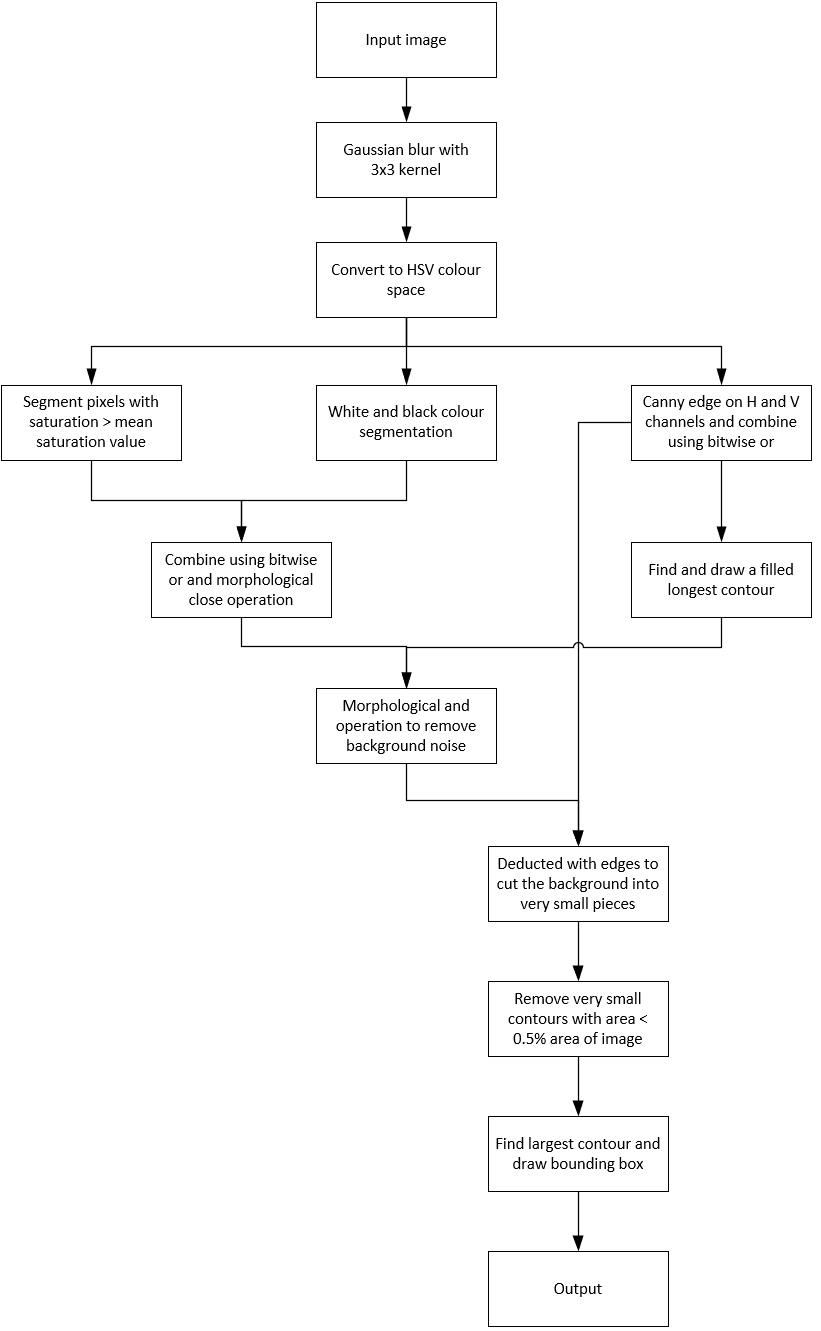 Input image
Gaussian blur with
3x3 kernel
Convert to HSV colour
space
Segment pixels with
saturation > mean
saturation value
White and black colour
segmentation
Canny edge on H and V
channels and combine
using bitwise or
Combine using bitwise
or and morphological
close operation
Find and draw a filled
longest contour
Morphological and
operation to remove
background noise
Deducted with edges to
cut the background into
very small pieces
Remove very small
contours with area <
0.5% area of image
Find largest contour and
draw bounding box
Output